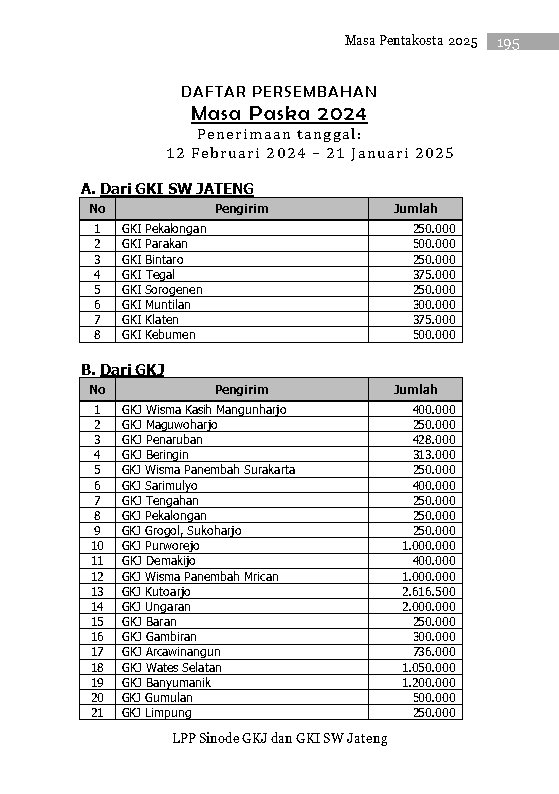 Masa Pentakosta 2025 195
DAFTAR PERSEMBAHAN
Masa Paska 2024
Penerimaan tanggal:
12 Februari 2024 – 21 Januari 2025
A. Dari GKI SW JATENG
No Pengirim Jumlah
1 GKI Pekalongan 250.000
2 GKI Parakan 500.000
3 GKI Bintaro 250.000
4 GKI Tegal 375.000
5 GKI Sorogenen 250.000
6 GKI Muntilan 300.000
7 GKI Klaten 375.000
8 GKI Kebumen 500.000
B. Dari GKJ
No Pengirim Jumlah
1 GKJ Wisma Kasih Mangunharjo 400.000
2 GKJ Maguwoharjo 250.000
3 GKJ Penaruban 428.000
4 GKJ Beringin 313.000
5 GKJ Wisma Panembah Surakarta 250.000
6 GKJ Sarimulyo 400.000
7 GKJ Tengahan 250.000
8 GKJ Pekalongan 250.000
9 GKJ Grogol, Sukoharjo 250.000
10 GKJ Purworejo 1.000.000
11 GKJ Demakijo 400.000
12 GKJ Wisma Panembah Mrican 1.000.000
13 GKJ Kutoarjo 2.616.500
14 GKJ Ungaran 2.000.000
15 GKJ Baran 250.000
16 GKJ Gambiran 300.000
17 GKJ Arcawinangun 736.000
18 GKJ Wates Selatan 1.050.000
19 GKJ Banyumanik 1.200.000
20 GKJ Gumulan 500.000
21 GKJ Limpung 250.000
LPP Sinode GKJ dan GKI SW Jateng